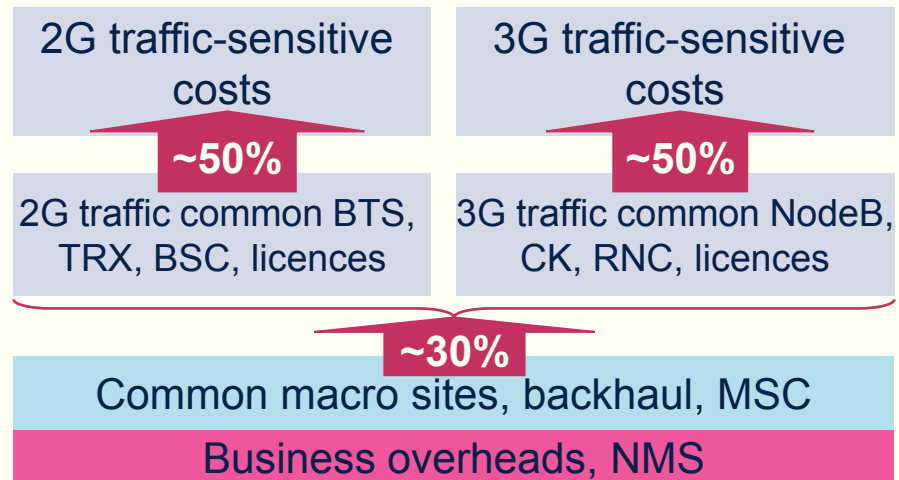 2G traffic-sensitive
costs
3G traffic-sensitive
costs
~50%
~50%
2G traffic common BTS,
TRX, BSC, licences
3G traffic common NodeB,
CK, RNC, licences
~30%
Common macro sites, backhaul, MSC
Business overheads, NMS